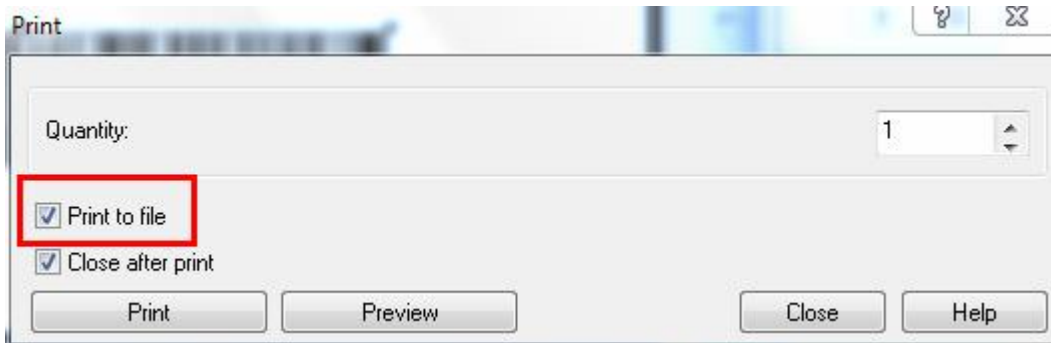 Print
Quantity: 1
Print to file
Close after print
Print Preview Close Help